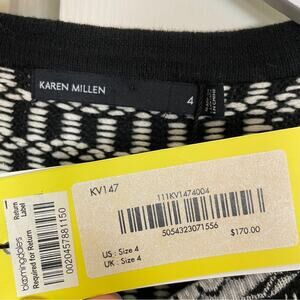 KAREN MILLEN
4
MADE IN CHINA
KV147
111KV1474004
5054323071556
US : Size 4
UK : Size 4
$170.00
Return
Label
0020457881150
bloomingdales
Required for Return